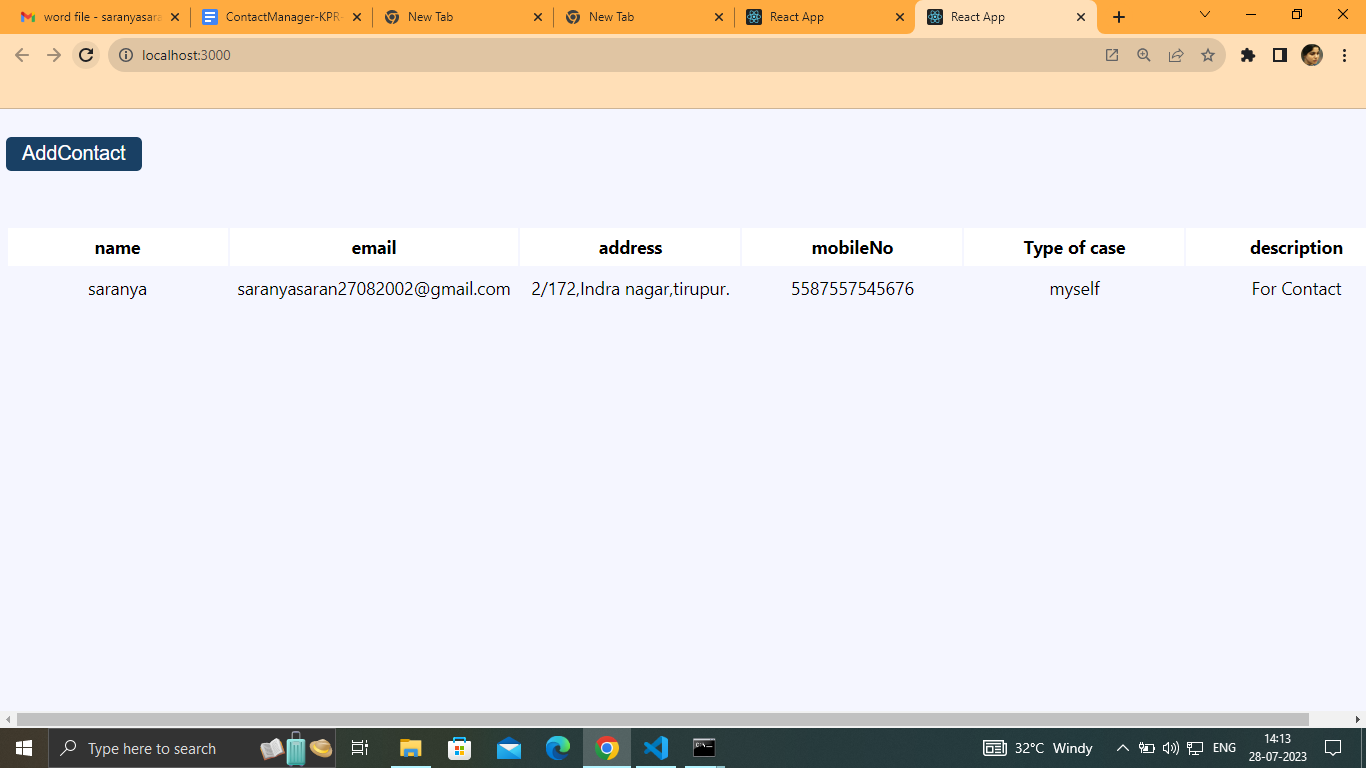 word file - saranyasara
ContactManager-KPR-
New Tab
New Tab
React App
React App
localhost:3000
AddContact
name email address mobileNo Type of case description
saranya saranyasaran27082002@gmail.com 2/172,Indra nagar,tirupur. 5587557545676 myself For Contact
Type here to search
32°C Windy
ENG
14:13
28-07-2023